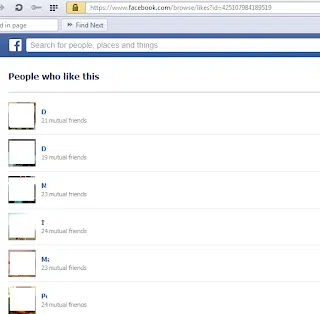 https://www.facebook.com/browse/likes?id=425107984189519
d in page
Find Next
f
Search for people, places and things
People who like this
D
21 mutual friends
D
19 mutual friends
M
23 mutual friends
24 mutual friends
Ma
23 mutual friends
24 mutual friends